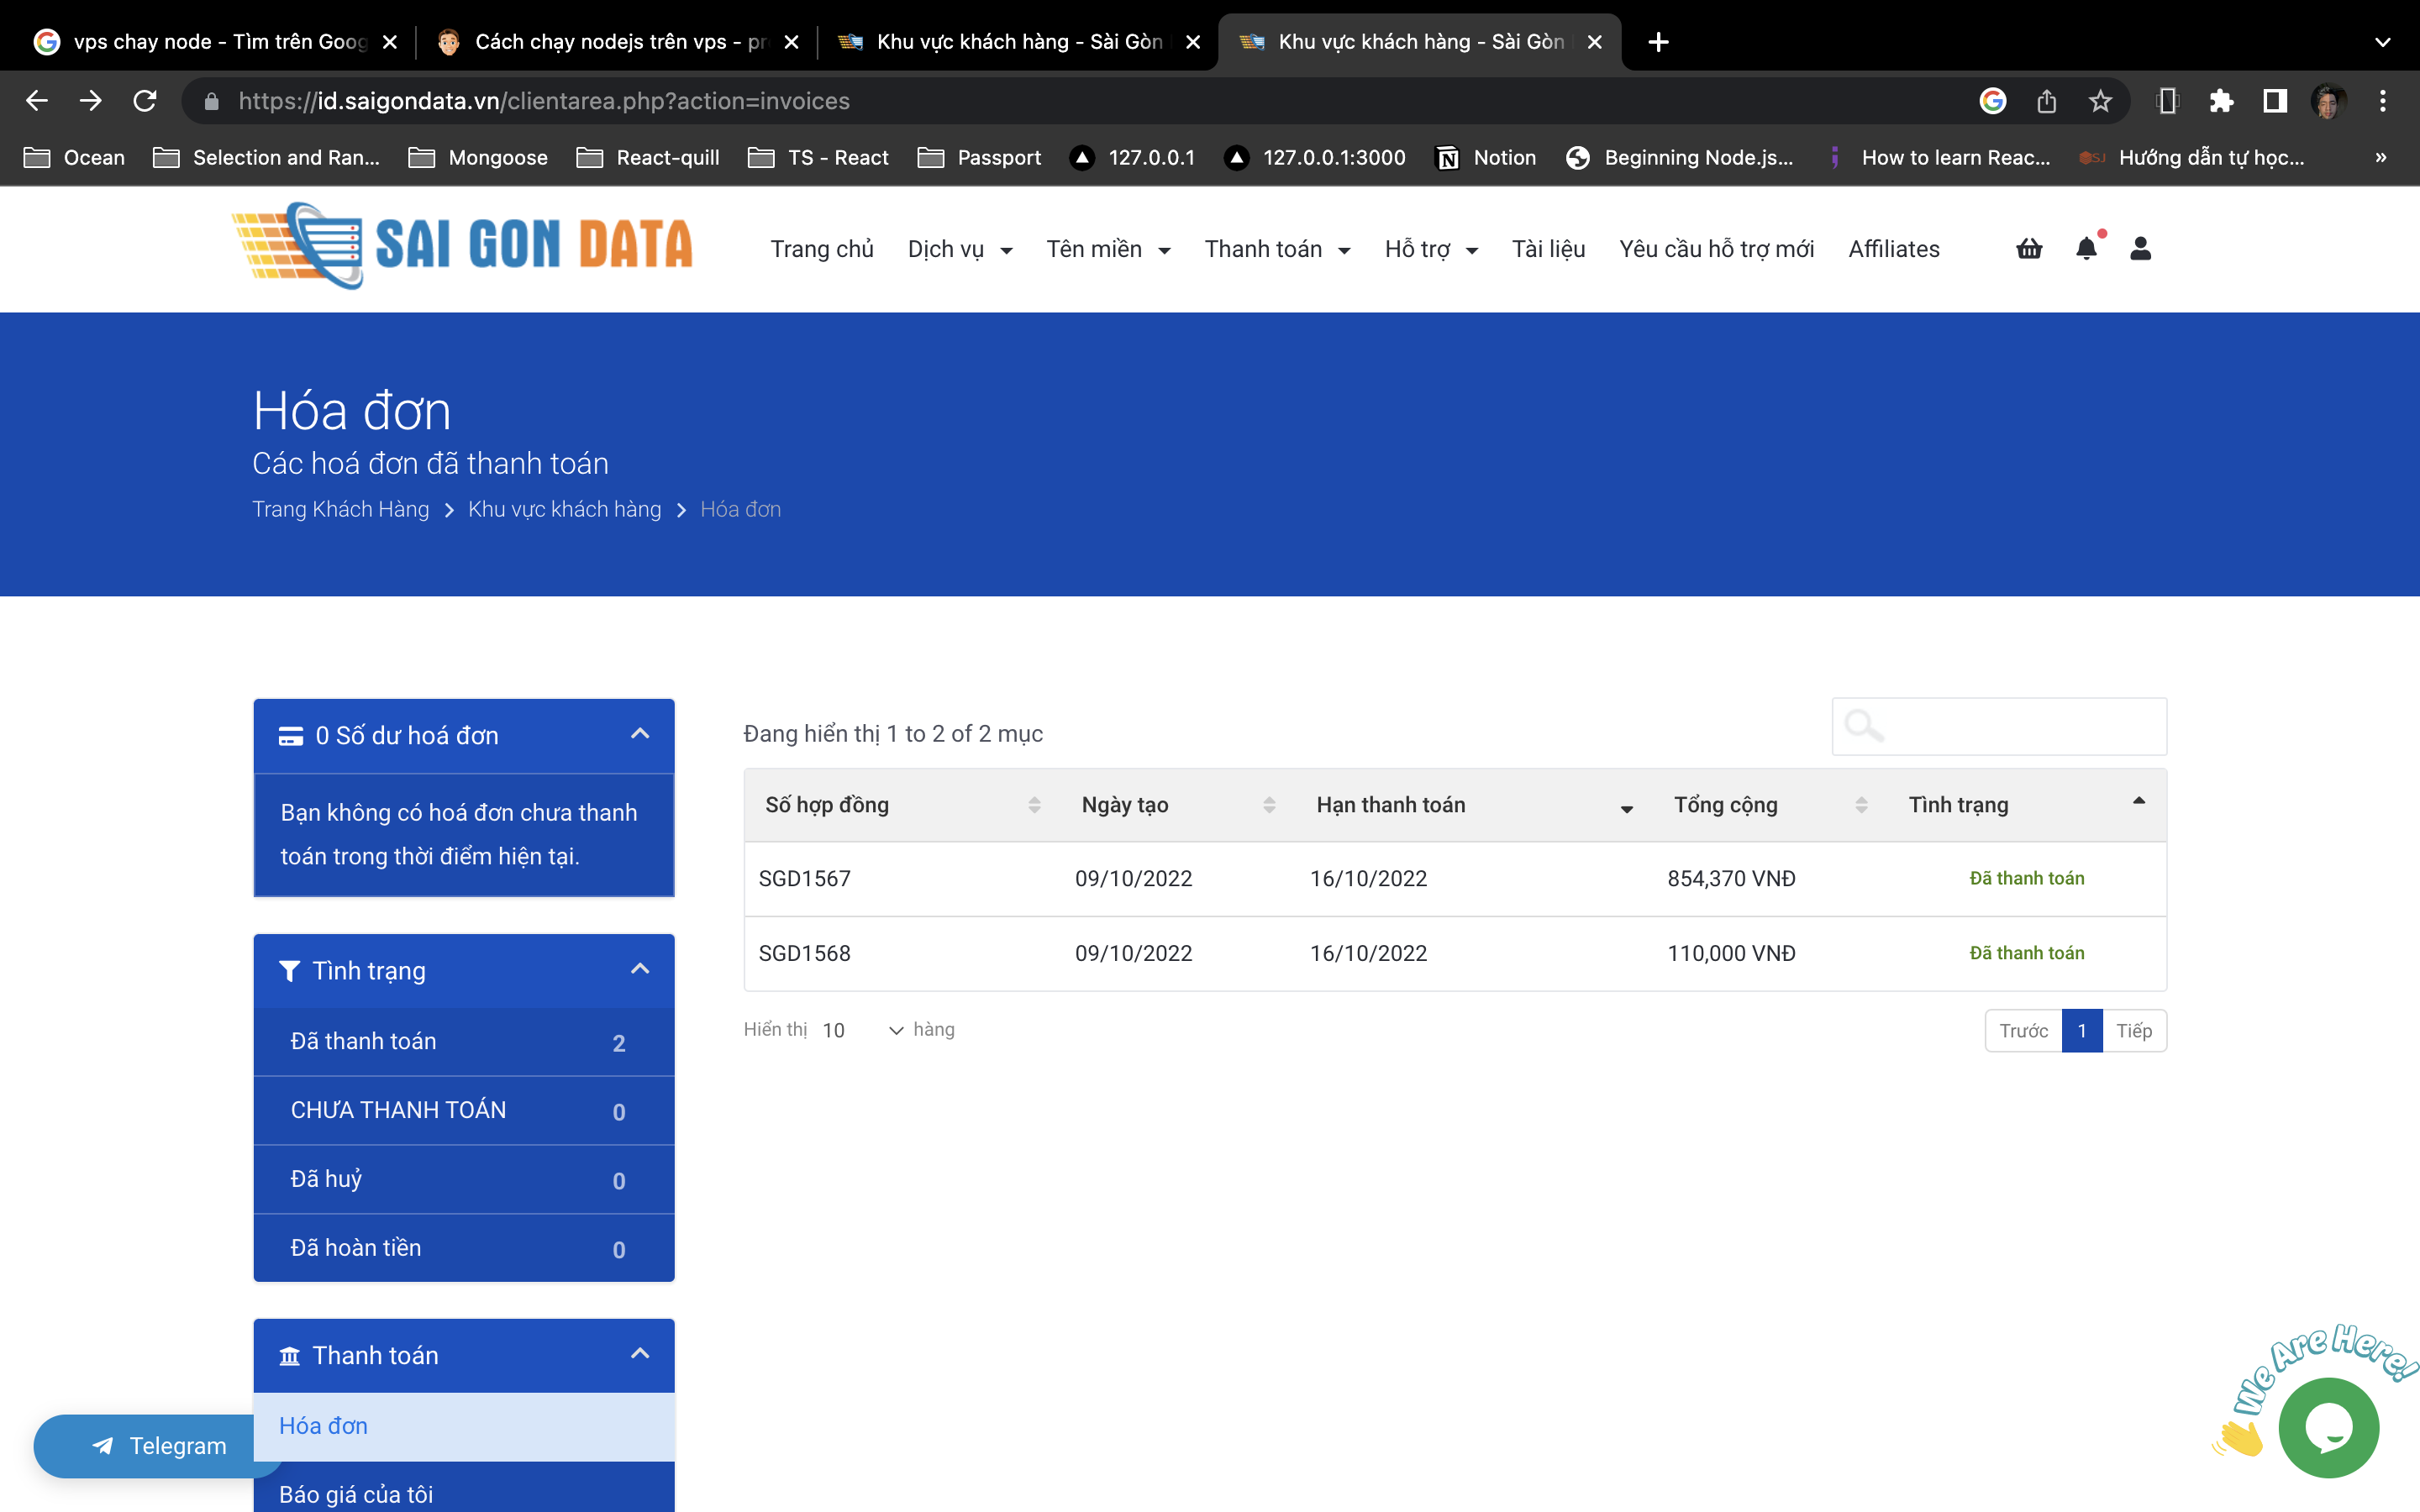 vps chay node - Tìm trên Goog
Cách chạy nodejs trên vps - pr
Khu vực khách hàng - Sài Gòn
Khu vực khách hàng - Sài Gòn
https://id.saigondata.vn/clientarea.php?action=invoices
Ocean
Selection and Ran...
Mongoose
React-quill
TS - React
Passport
127.0.0.1
127.0.0.1:3000
Notion
Beginning Node.js...
How to learn Reac...
Hướng dẫn tự học...
SAI GON DATA
Trang chủ
Dịch vụ
Tên miền
Thanh toán
Hỗ trợ
Tài liệu
Yêu cầu hỗ trợ mới
Affiliates
Hóa đơn
Các hoá đơn đã thanh toán
Trang Khách Hàng > Khu vực khách hàng > Hóa đơn
0 Số dư hoá đơn
Bạn không có hoá đơn chưa thanh
toán trong thời điểm hiện tại.
Tình trạng
Đã thanh toán 2
CHƯA THANH TOÁN 0
Đã huỷ 0
Đã hoàn tiền 0
Thanh toán
Hóa đơn
Báo giá của tôi
Telegram
Đang hiển thị 1 to 2 of 2 mục
Số hợp đồng Ngày tạo Hạn thanh toán Tổng cộng Tình trạng
SGD1567 09/10/2022 16/10/2022 854,370 VNĐ Đã thanh toán
SGD1568 09/10/2022 16/10/2022 110,000 VNĐ Đã thanh toán
Hiển thị 10 hàng
Trước 1 Tiếp
We Are Here!